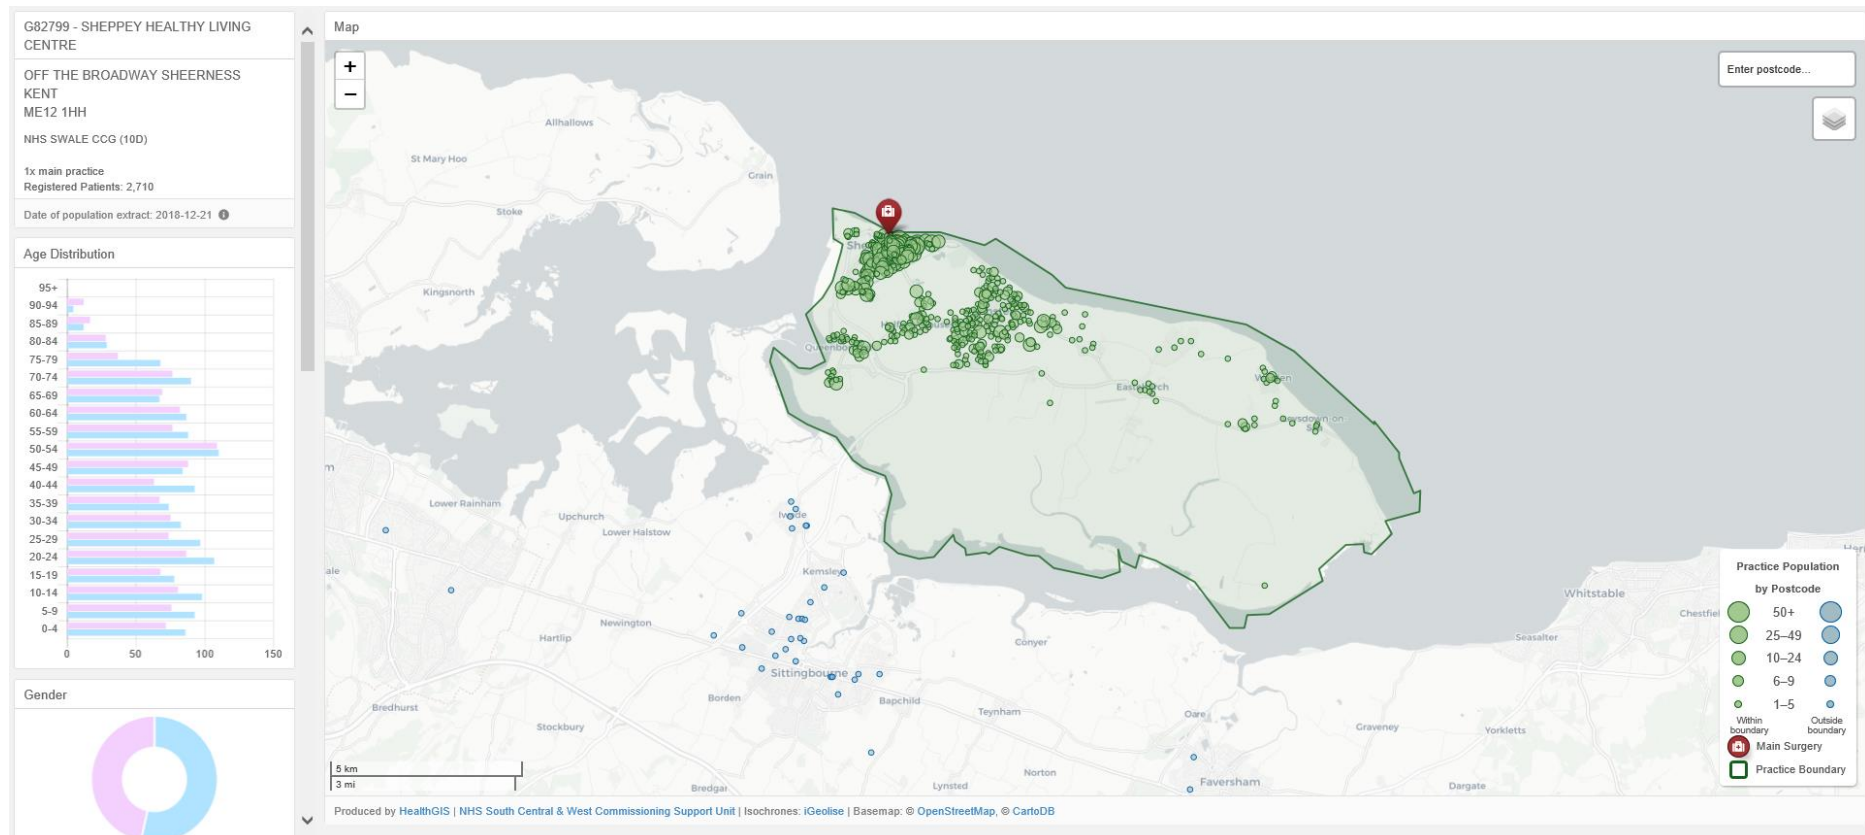 G82799 - SHEPPEY HEALTHY LIVING
CENTRE
OFF THE BROADWAY SHEERNESS
KENT
ME12 1HH
NHS SWALE CCG (10D)
1x main practice
Registered Patients: 2,710
Date of population extract: 2018-12-21
Age Distribution
95+
90-94
85-89
80-84
75-79
70-74
65-69
60-64
55-59
50-54
45-49
40-44
35-39
30-34
25-29
20-24
15-19
10-14
5-9
0-4
0 50 100 150
Gender
Map
+
−
Enter postcode...
Allhallows
St Mary Hoo
Grain
Stoke
Kingsnorth
Lower Rainham
Upchurch
Lower Halstow
Iwade
Kemsley
Newington
Hartlip
Conyer
Whitstable
Seasalter
Sittingbourne
Borden
Bapchild
Bredhurst
Stockbury
Teynham
Oare
Graveney
Yorkletts
Norton
Lynsted
Faversham
Dargate
Practice Population
by Postcode
50+
25–49
10–24
6–9
1–5
Within
boundary
Outside
boundary
Main Surgery
Practice Boundary
5 km
3 mi
Produced by HealthGIS | NHS South Central & West Commissioning Support Unit | Isochrones: iGeolise | Basemap: © OpenStreetMap, © CartoDB